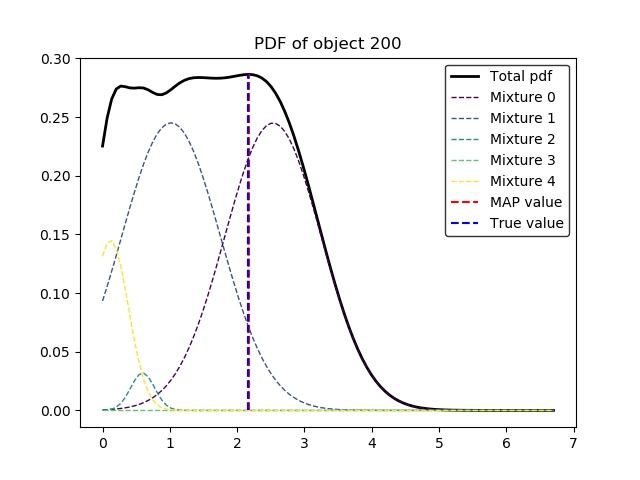 PDF of object 200
0.30
0.25
0.20
0.15
0.10
0.05
0.00
0 1 2 3 4 5 6 7
Total pdf
Mixture 0
Mixture 1
Mixture 2
Mixture 3
Mixture 4
MAP value
True value